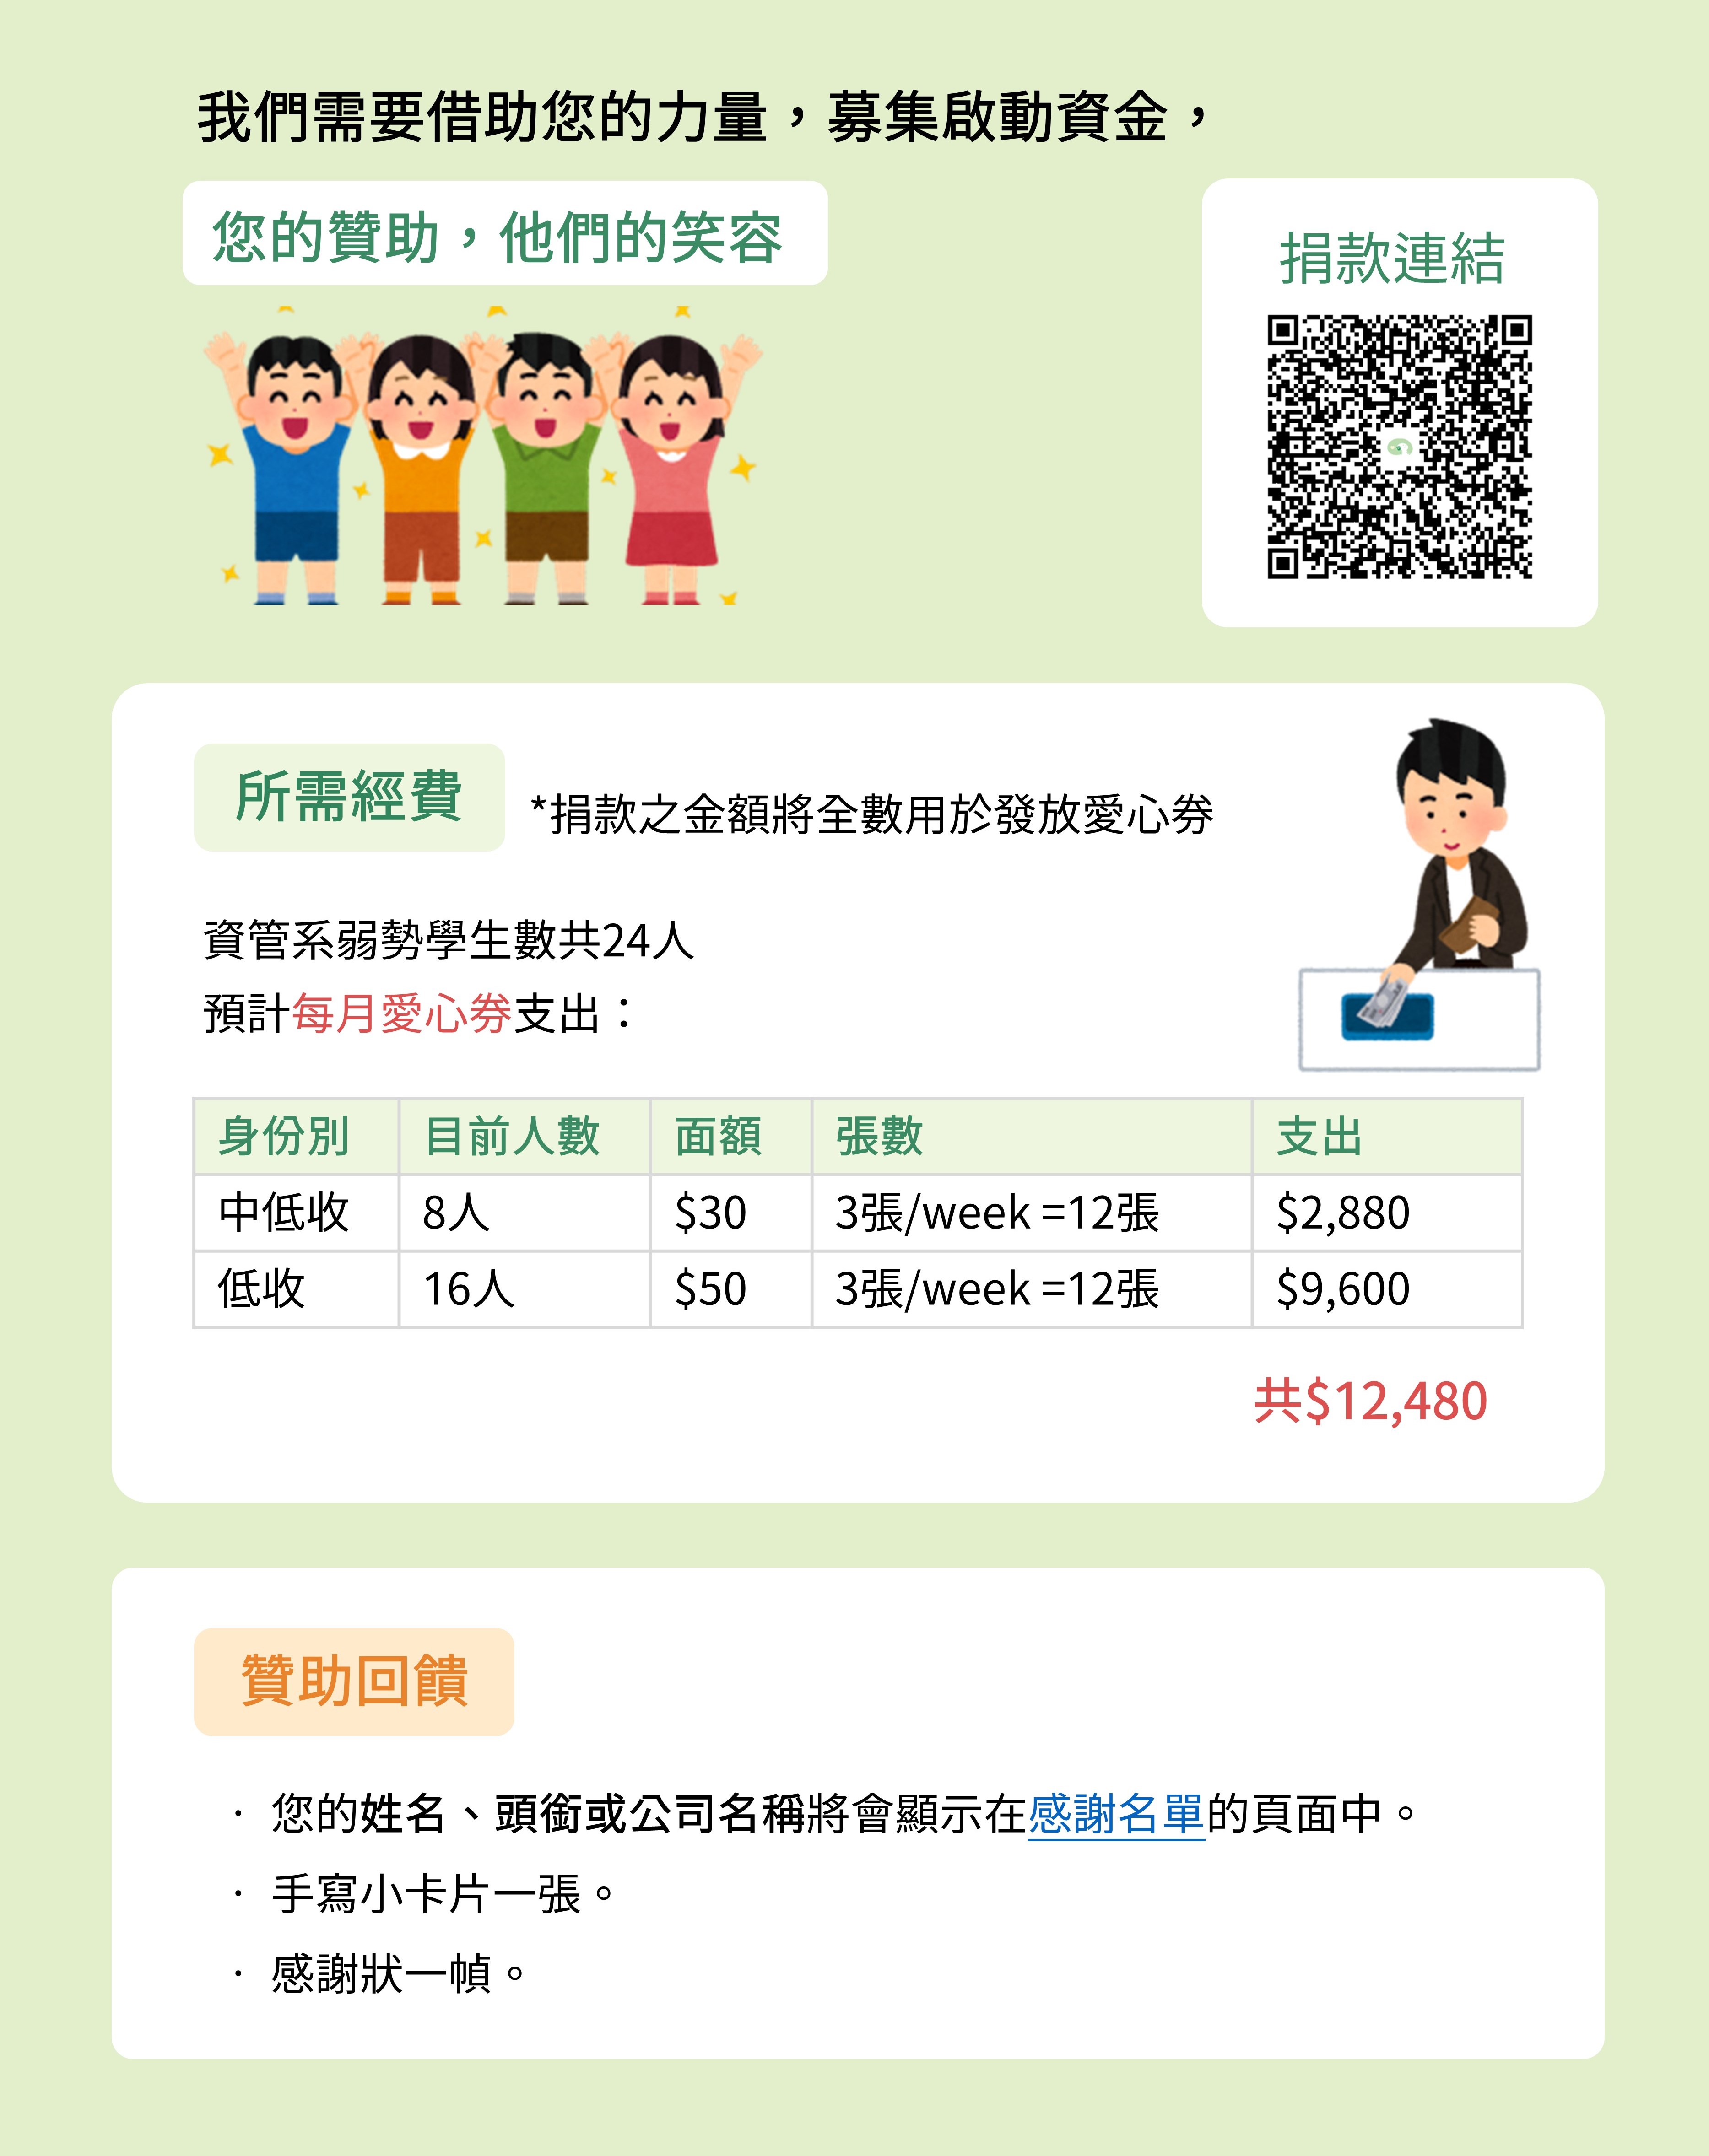 我們需要借助您的力量，募集啟動資金，
您的贊助，他們的笑容
捐款連結
所需經費
*捐款之金額將全數用於發放愛心券
資管系弱勢學生數共24人
預計每月愛心券支出：
身份別 目前人數 面額 張數 支出
中低收 8人 $30 3張/week =12張 $2,880
低收 16人 $50 3張/week =12張 $9,600
共$12,480
贊助回饋
· 您的姓名、頭銜或公司名稱將會顯示在感謝名單的頁面中。
· 手寫小卡片一張。
· 感謝狀一幀。